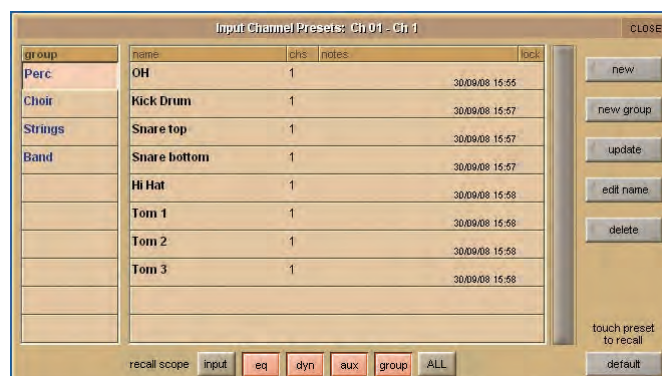 Input Channel Presets: Ch 01 - Ch 1
CLOSE
group
name chs notes lock
Perc
Choir
Strings
Band
OH 1 30/09/08 15:55
Kick Drum 1 30/09/08 15:57
Snare top 1 30/09/08 15:57
Snare bottom 1 30/09/08 15:57
Hi Hat 1 30/09/08 15:58
Tom 1 1 30/09/08 15:58
Tom 2 1 30/09/08 15:58
Tom 3 1 30/09/08 15:58
new
new group
update
edit name
delete
touch preset
to recall
default
recall scope input eq dyn aux group ALL